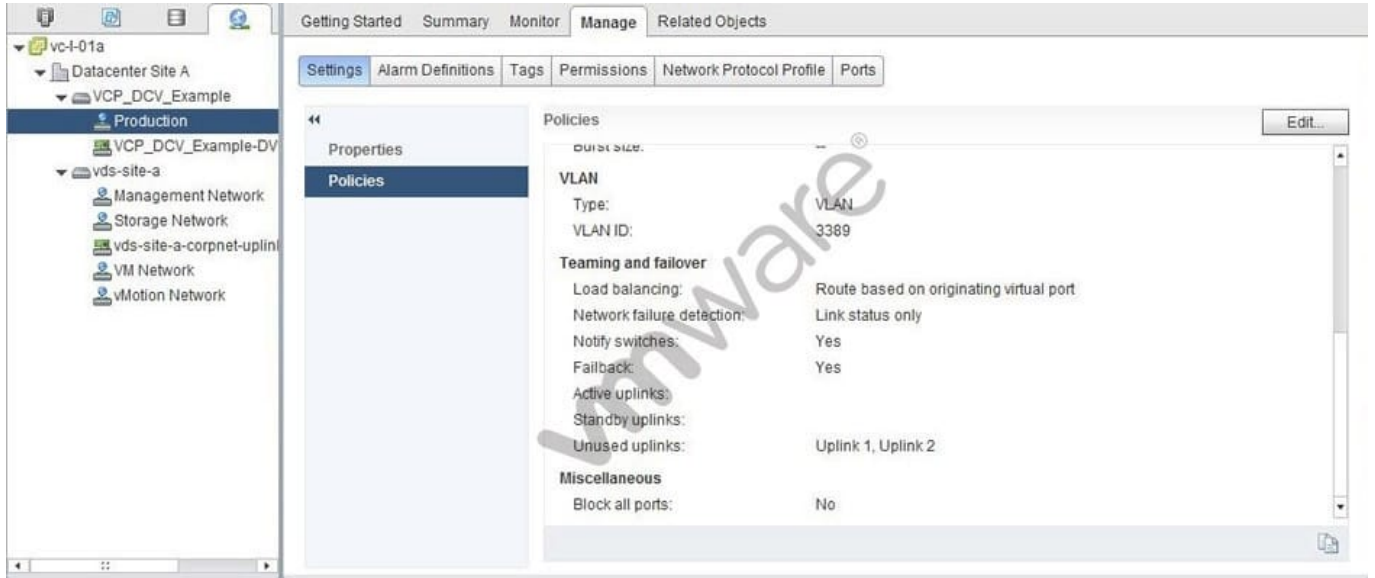 Getting Started Summary Monitor Manage Related Objects
vc-l-01a
Datacenter Site A
VCP_DCV_Example
Production
VCP_DCV_Example-DV
vds-site-a
Management Network
Storage Network
vds-site-a-corpnet-uplinl
VM Network
vMotion Network
Settings Alarm Definitions Tags Permissions Network Protocol Profile Ports
Properties
Policies
Policies
Edit...
Burst size: --
VLAN
Type: VLAN
VLAN ID: 3389
Teaming and failover
Load balancing: Route based on originating virtual port
Network failure detection: Link status only
Notify switches: Yes
Failback: Yes
Active uplinks:
Standby uplinks:
Unused uplinks: Uplink 1, Uplink 2
Miscellaneous
Block all ports: No
vmware®